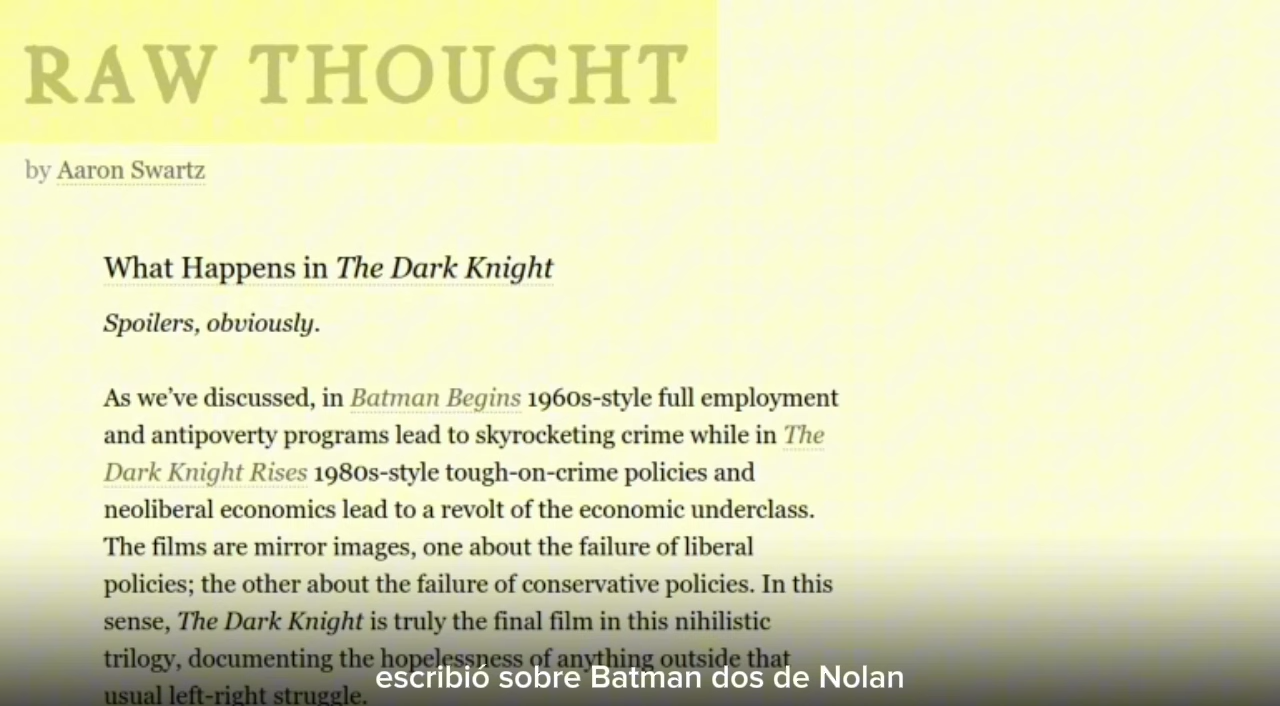 RAW THOUGHT
by Aaron Swartz
What Happens in The Dark Knight
Spoilers, obviously.
As we’ve discussed, in Batman Begins 1960s-style full employment
and antipoverty programs lead to skyrocketing crime while in The
Dark Knight Rises 1980s-style tough-on-crime policies and
neoliberal economics lead to a revolt of the economic underclass.
The films are mirror images, one about the failure of liberal
policies; the other about the failure of conservative policies. In this
sense, The Dark Knight is truly the final film in this nihilistic
trilogy, documenting the hopelessness of anything outside that
usual left-right struggle.
escribió sobre Batman dos de Nolan